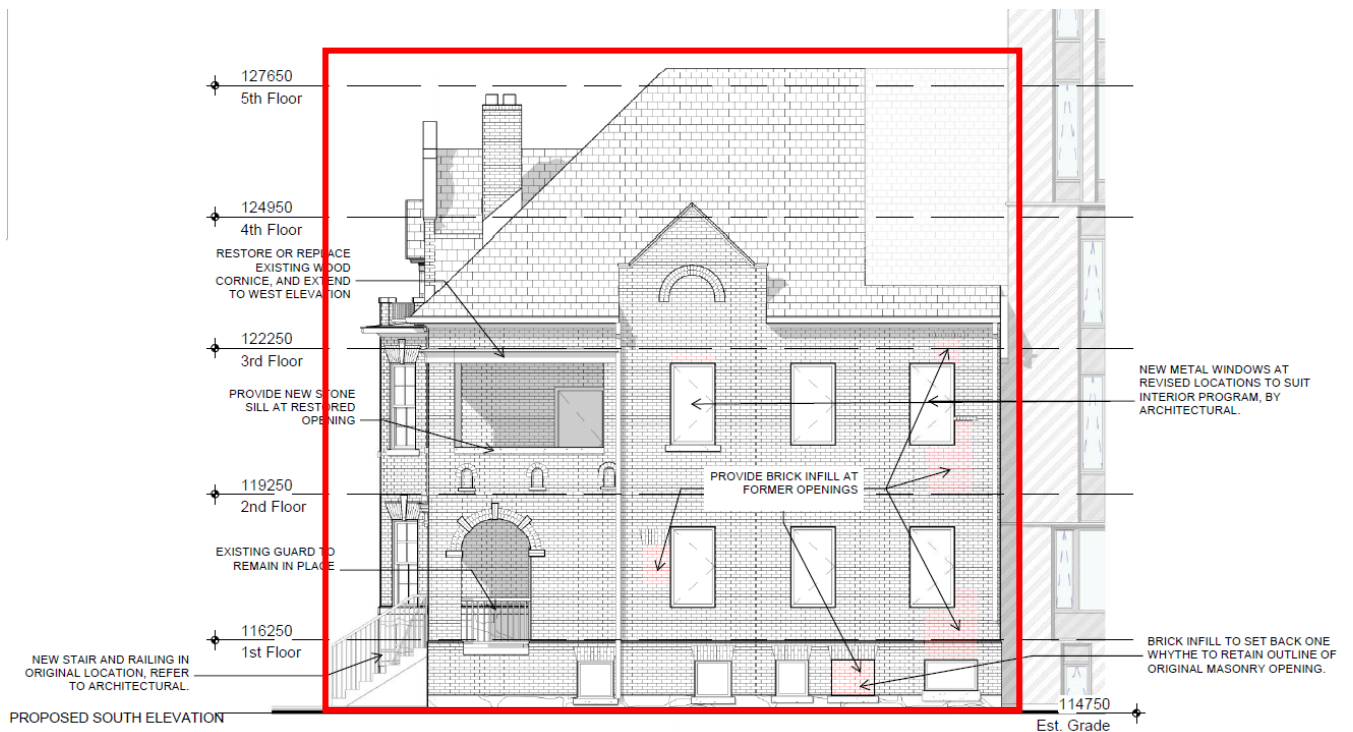 127650
5th Floor
124950
4th Floor
RESTORE OR REPLACE
EXISTING WOOD
CORNICE, AND EXTEND
TO WEST ELEVATION
122250
3rd Floor
NEW METAL WINDOWS AT
REVISED LOCATIONS TO SUIT
INTERIOR PROGRAM, BY
ARCHITECTURAL.
PROVIDE NEW STONE
SILL AT RESTORED
OPENING
PROVIDE BRICK INFILL AT
FORMER OPENINGS
119250
2nd Floor
EXISTING GUARD TO
REMAIN IN PLACE
116250
1st Floor
BRICK INFILL TO SET BACK ONE
WHYTHE TO RETAIN OUTLINE OF
ORIGINAL MASONRY OPENING.
NEW STAIR AND RAILING IN
ORIGINAL LOCATION, REFER
TO ARCHITECTURAL.
114750
Est. Grade
PROPOSED SOUTH ELEVATION